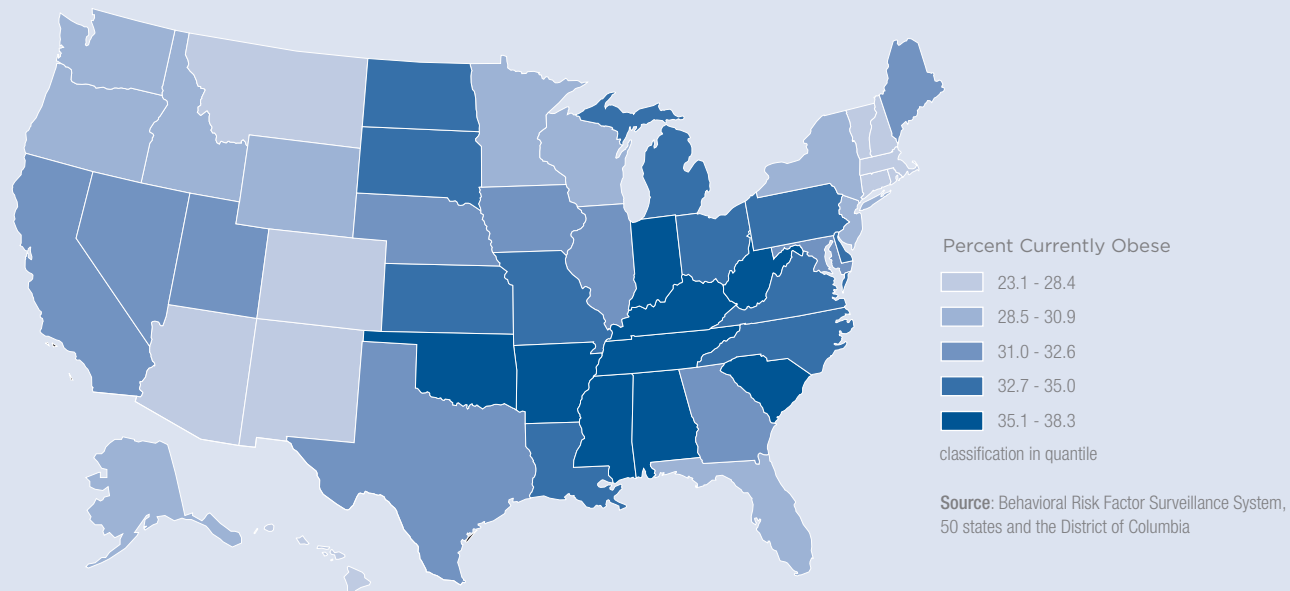 Percent Currently Obese
23.1 - 28.4
28.5 - 30.9
31.0 - 32.6
32.7 - 35.0
35.1 - 38.3
classification in quantile
Source: Behavioral Risk Factor Surveillance System,
50 states and the District of Columbia